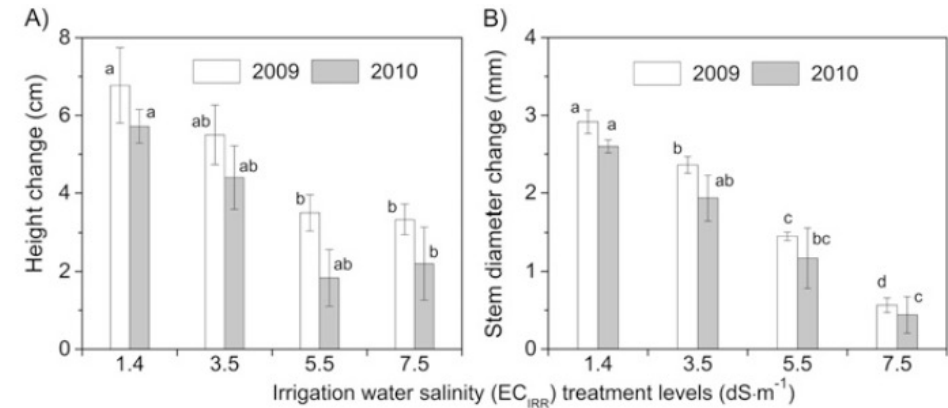 A)
8
6
4
2
0
Height change (cm)
2009 2010
a
a
ab
ab
b
ab
b
b
1.4 3.5 5.5 7.5
B)
4
3
2
1
0
Stem diameter change (mm)
2009 2010
a
a
b
ab
c
bc
d
c
1.4 3.5 5.5 7.5
Irrigation water salinity (EC_IRR) treatment levels (dS·m⁻¹)